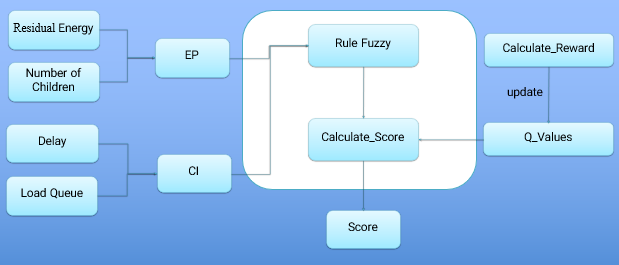 Residual Energy
Number of
Children
EP
Delay
Load Queue
CI
Rule Fuzzy
Calculate_Score
Score
Calculate_Reward
update
Q_Values